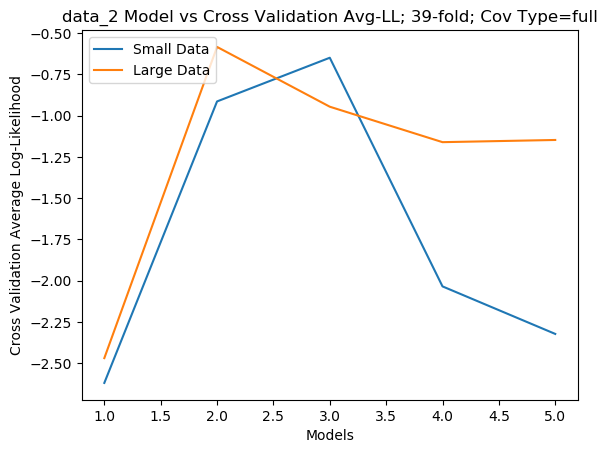 data_2 Model vs Cross Validation Avg-LL; 39-fold; Cov Type=full
Small Data
Large Data
Cross Validation Average Log-Likelihood
−0.50
−0.75
−1.00
−1.25
−1.50
−1.75
−2.00
−2.25
−2.50
1.0 1.5 2.0 2.5 3.0 3.5 4.0 4.5 5.0
Models